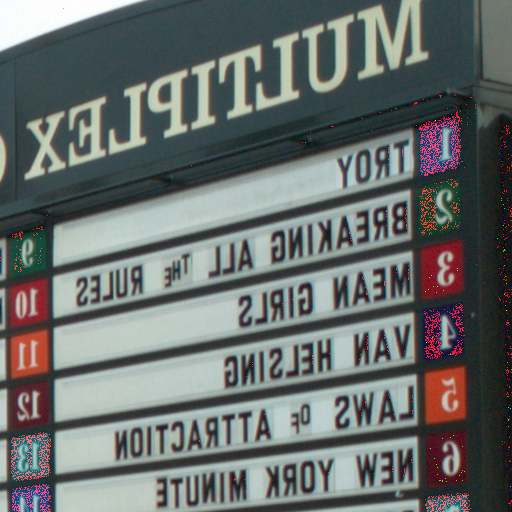 MULTIPLEX
1 TROY
2 BREAKING ALL THE RULES
3 MEAN GIRLS
4 VAN HELSING
5 LAWS OF ATTRACTION
6 NEW YORK MINUTE
9
10
11
12
13